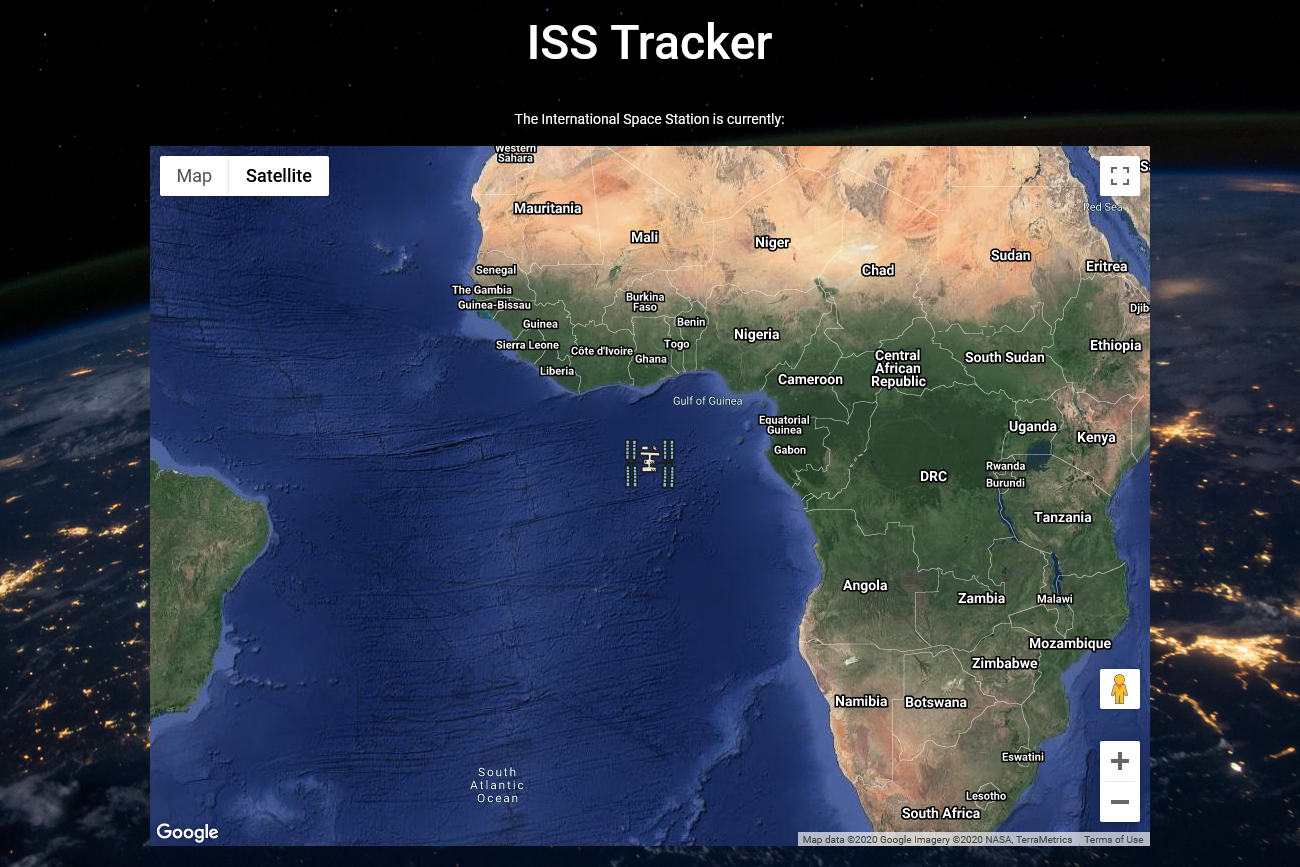 ISS Tracker
The International Space Station is currently:
Map
Satellite
Western
Sahara
Red Sea
Mauritania
Mali
Niger
Chad
Sudan
Eritrea
Senegal
The Gambia
Guinea-Bissau
Burkina
Faso
Djib
Guinea
Benin
Nigeria
Sierra Leone
Côte d'Ivoire
Togo
Ghana
Liberia
Central
African
Republic
South Sudan
Ethiopia
Cameroon
Gulf of Guinea
Equatorial
Guinea
Gabon
Uganda
Kenya
DRC
Rwanda
Burundi
Tanzania
Angola
Zambia
Malawi
Mozambique
Zimbabwe
Namibia
Botswana
Eswatini
South
Atlantic
Ocean
Lesotho
South Africa
Google
Map data ©2020 Google Imagery ©2020 NASA, TerraMetrics
Terms of Use